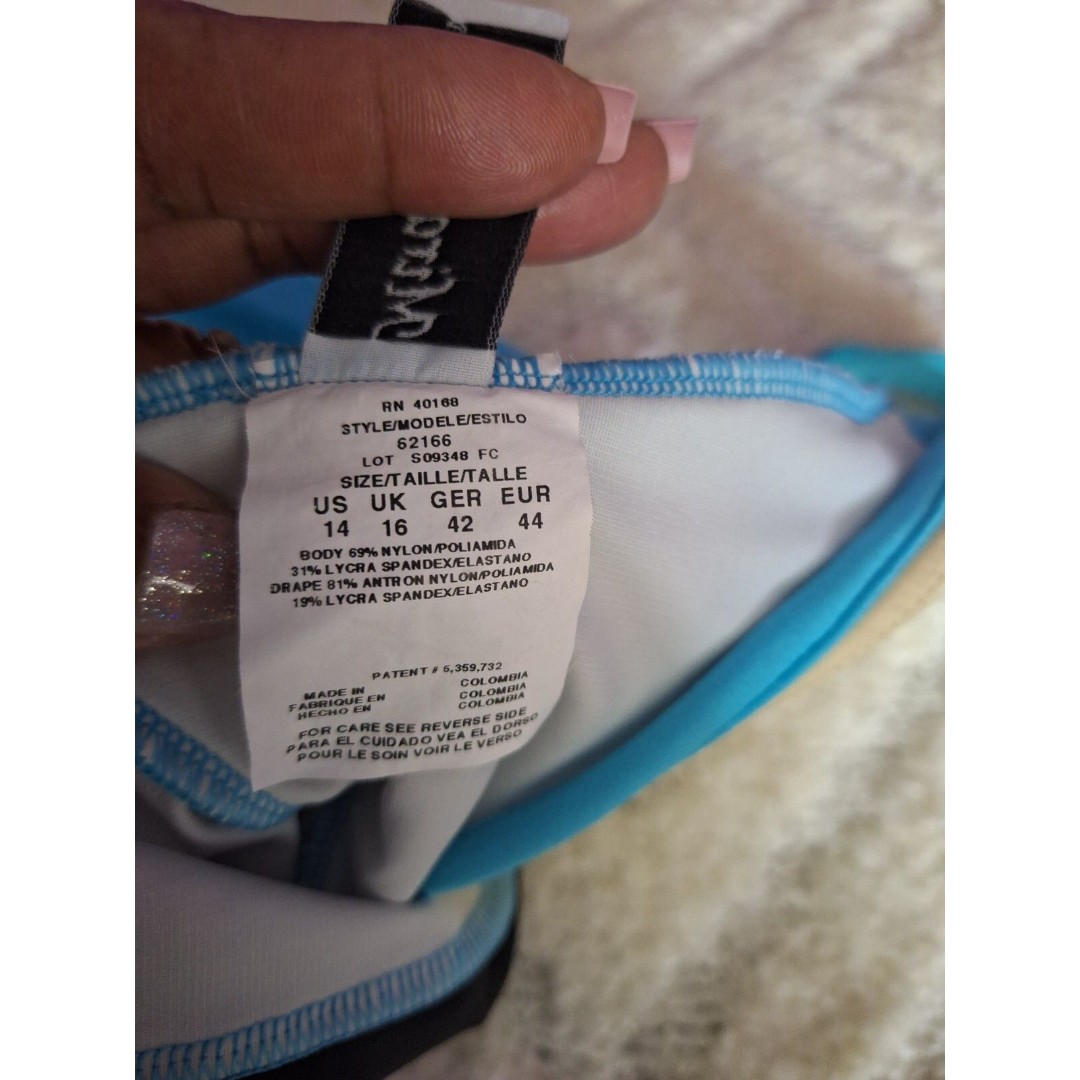 RN 40168
STYLE/MODELE/ESTILO
62166
LOT S09348 FC
SIZE/TAILLE/TALLE
US UK GER EUR
14 16 42 44
BODY 69% NYLON/POLIAMIDA
31% LYCRA SPANDEX/ELASTANO
DRAPE 81% ANTRON NYLON/POLIAMIDA
19% LYCRA SPANDEX/ELASTANO
PATENT # 5,359,732
MADE IN COLOMBIA
FABRIQUE EN COLOMBIA
HECHO EN COLOMBIA
FOR CARE SEE REVERSE SIDE
PARA EL CUIDADO VEA EL DORSO
POUR LE SOIN VOIR LE VERSO